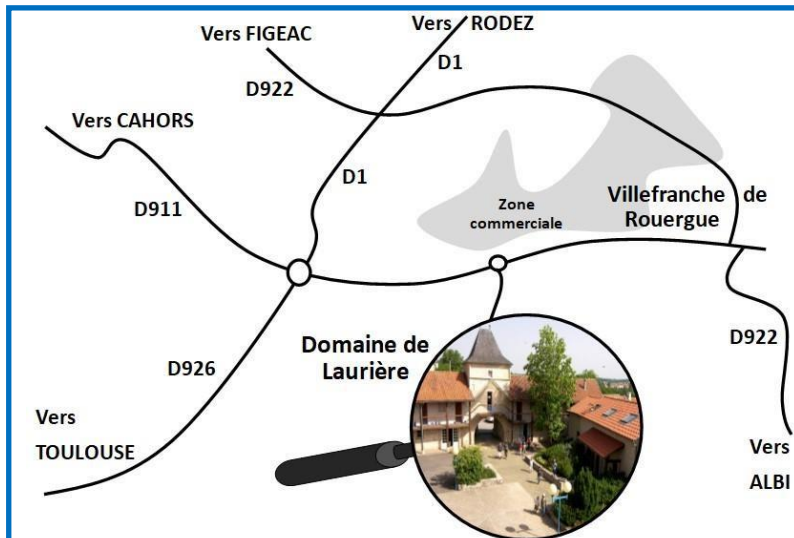 Vers FIGEAC
Vers RODEZ
D1
D922
Vers CAHORS
D1
D911
Zone
commerciale
Villefranche de
Rouergue
Domaine de
Laurière
D926
D922
Vers
TOULOUSE
Vers
ALBI